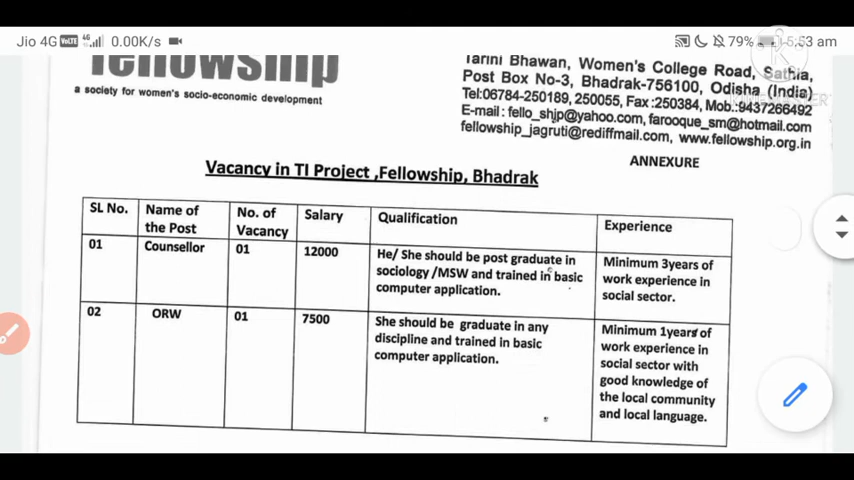 Jio 4G VoLTE 4G 0.00K/s 79% 5:53 am
fellowship
a society for women's socio-economic development
Tarini Bhawan, Women's College Road, Sathia,
Post Box No-3, Bhadrak-756100, Odisha (India)
Tel:06784-250189, 250055, Fax :250384, Mob.:9437266492
E-mail : fello_ship@yahoo.com, farooque_sm@hotmail.com
fellowship_jagruti@rediffmail.com, www.fellowship.org.in
ANNEXURE
Vacancy in TI Project ,Fellowship, Bhadrak
SL No.
Name of
the Post
No. of
Vacancy
Salary
Qualification
Experience
01
Counsellor
01
12000
He/ She should be post graduate in
sociology /MSW and trained in basic
computer application.
Minimum 3years of
work experience in
social sector.
02
ORW
01
7500
She should be graduate in any
discipline and trained in basic
computer application.
Minimum 1years of
work experience in
social sector with
good knowledge of
the local community
and local language.